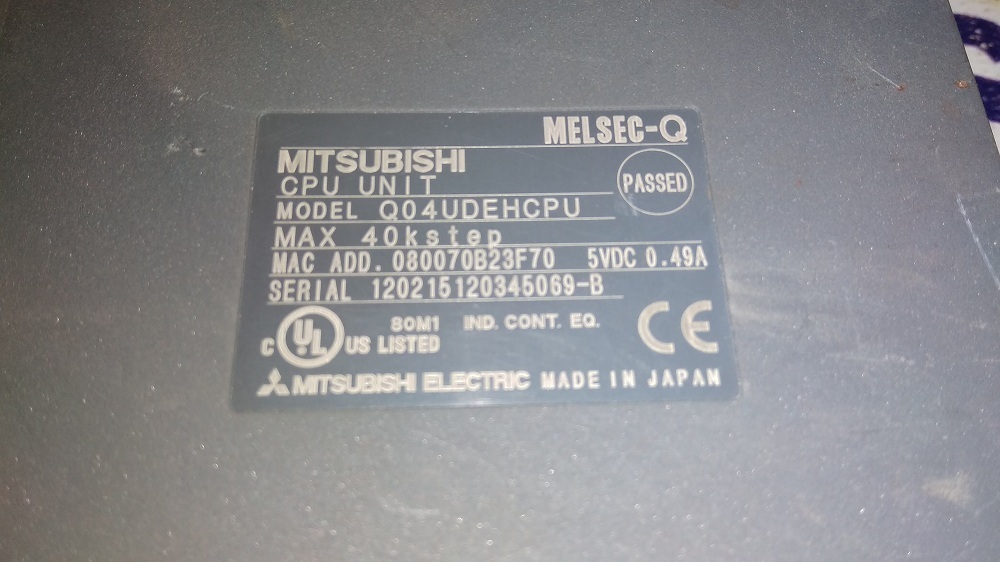 MELSEC-Q
MITSUBISHI
CPU UNIT
PASSED
MODEL Q04UDEHCPU
MAX 40kstep
MAC ADD. 080070B23F70 5VDC 0.49A
SERIAL 120215120345069-B
80M1 IND. CONT. EQ.
C UL US LISTED
CE
MITSUBISHI ELECTRIC MADE IN JAPAN